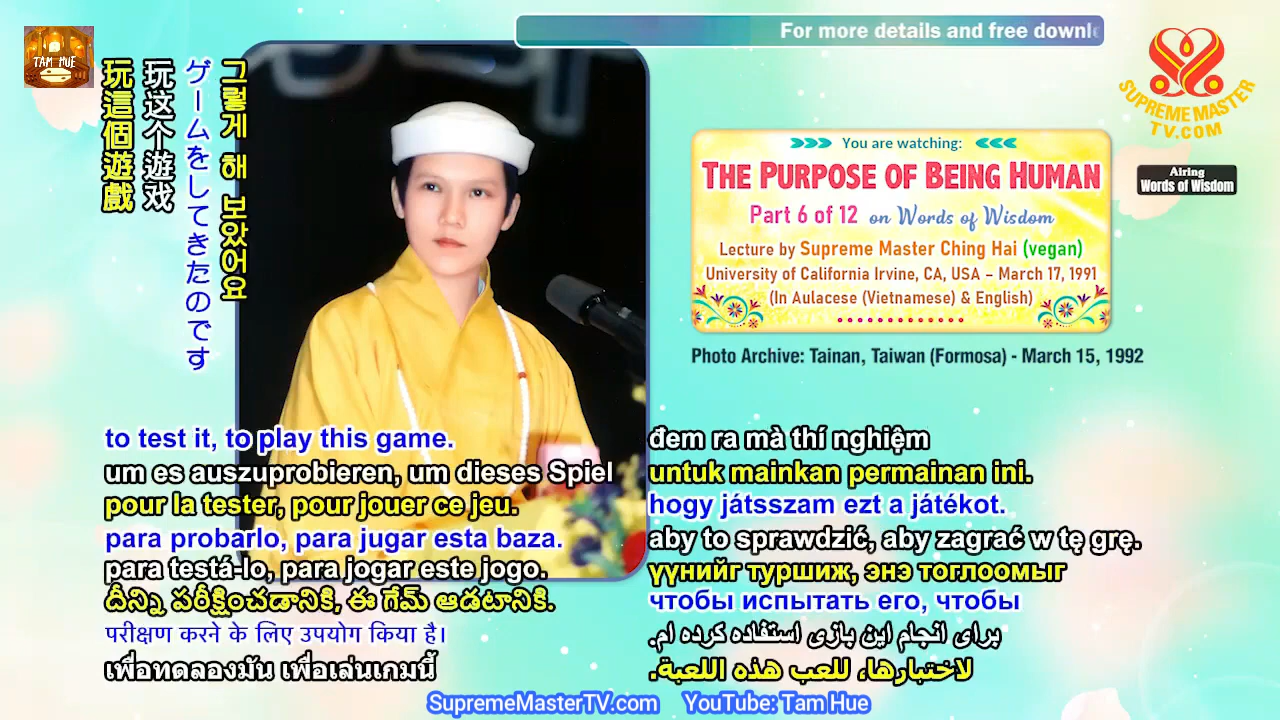 For more details and free downl
TAM HUE
玩這個遊戲
玩这个遊戏
ゲームをしてきたのです
그렇게 해 보았어요
SUPREME MASTER
TV.COM
You are watching:
THE PURPOSE OF BEING HUMAN
Part 6 of 12 on Words of Wisdom
Lecture by Supreme Master Ching Hai (vegan)
University of California Irvine, CA, USA – March 17, 1991
(In Aulacese (Vietnamese) & English)
Airing
Words of Wisdom
Photo Archive: Tainan, Taiwan (Formosa) - March 15, 1992
to test it, to play this game.
um es auszuprobieren, um dieses Spiel
pour la tester, pour jouer ce jeu.
para probarlo, para jugar esta baza.
para testá-lo, para jogar este jogo.
దీన్ని పరీక్షించడానికి, ఈ గేమ్ ఆడటానికి.
परीक्षण करने के लिए उपयोग किया है।
เพื่อทดลองมัน เพื่อเล่นเกมนี้
đem ra mà thí nghiệm
untuk mainkan permainan ini.
hogy játsszam ezt a játékot.
aby to sprawdzić, aby zagrać w tę grę.
үүнийг туршиж, энэ тоглоомыг
чтобы испытать его, чтобы
برای انجام این بازی استفاده کرده ام.
لاختبارها، للعب هذه اللعبة.
SupremeMasterTV.com YouTube: Tam Hue